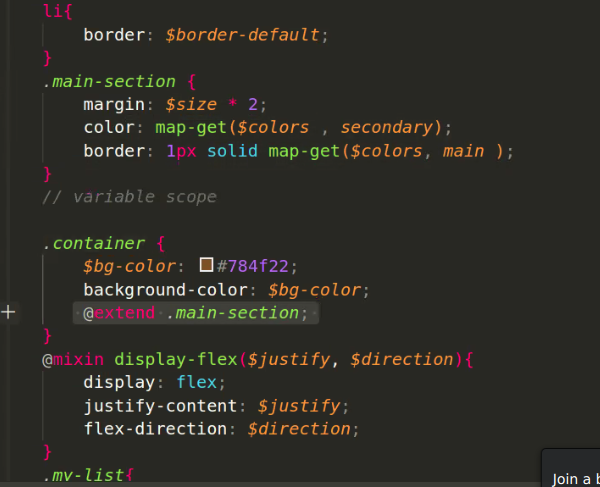 li{
border: $border-default;
}
.main-section {
margin: $size * 2;
color: map-get($colors , secondary);
border: 1px solid map-get($colors, main );
}
// variable scope
.container {
$bg-color: #784f22;
background-color: $bg-color;
@extend .main-section;
}
@mixin display-flex($justify, $direction){
display: flex;
justify-content: $justify;
flex-direction: $direction;
}
.my-list{
Join a b